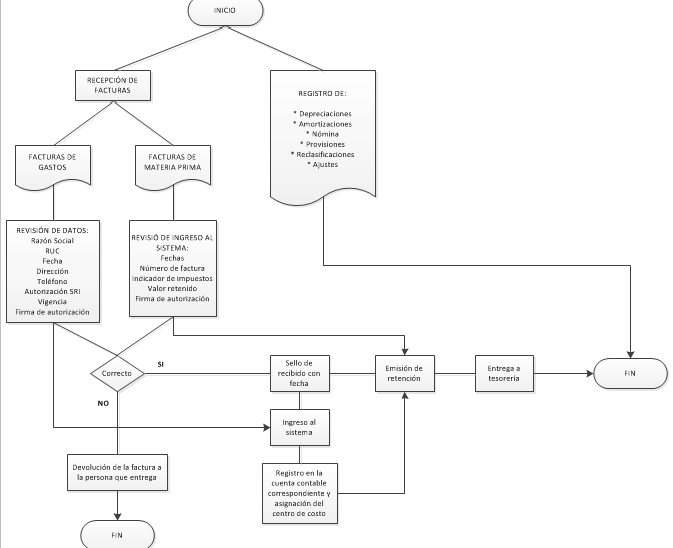 INICIO
RECEPCIÓN DE
FACTURAS
REGISTRO DE:
* Depreciaciones
* Amortizaciones
* Nómina
* Provisiones
* Reclasificaciones
* Ajustes
FACTURAS DE
GASTOS
FACTURAS DE
MATERIA PRIMA
REVISIÓN DE DATOS:
Razón Social
RUC
Fecha
Dirección
Teléfono
Autorización SRI
Vigencia
Firma de autorización
REVISIÓ DE INGRESO AL
SISTEMA:
Fechas
Número de factura
Indicador de impuestos
Valor retenido
Firma de autorización
Correcto
SI
Sello de
recibido con
fecha
Emisión de
retención
Entrega a
tesorería
FIN
NO
Ingreso al
sistema
Devolución de la factura a
la persona que entrega
Registro en la
cuenta contable
correspondiente y
asignación del
centro de costo
FIN